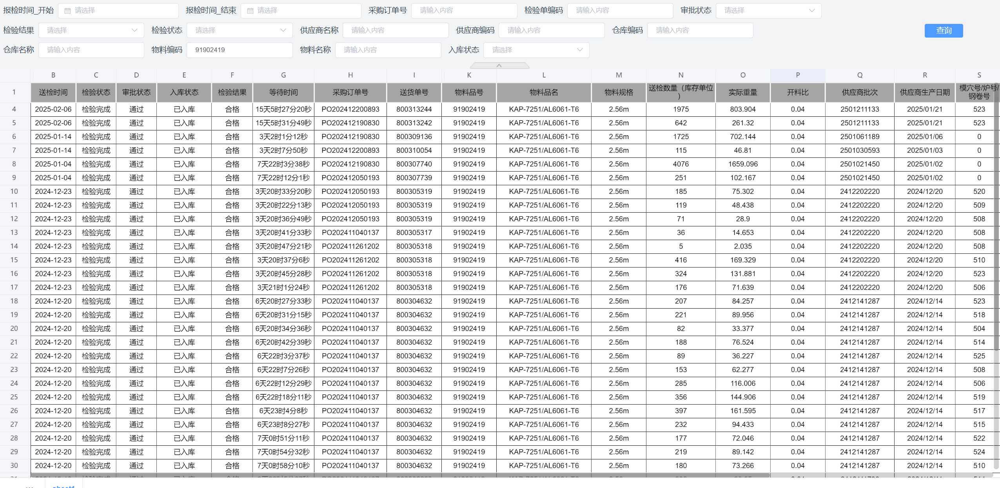 报检时间_开始 请选择 报检时间_结束 请选择 采购订单号 请输入内容 检验单编码 请输入内容 审批状态 请选择
检验结果 请选择 检验状态 请选择 供应商名称 请输入内容 供应商编码 请输入内容 仓库编码 请输入内容 查询
仓库名称 请输入内容 物料编码 91902419 物料名称 请输入内容 入库状态 请选择
B C D E F G H I K L M N O P Q R S
1 送检时间 检验状态 审批状态 入库状态 检验结果 等待时间 采购订单号 送货单号 物料品号 物料品名 物料规格 送检数量（库存单位） 实际重量 开料比 供应商批次 供应商生产日期 模穴号/炉号/钢卷号
4 2025-02-06 检验完成 通过 已入库 合格 15天5时27分20秒 PO202412200893 800313244 91902419 KAP-7251/AL6061-T6 2.56m 1975 803.904 0.04 2501211133 2025/01/21 523
5 2025-02-06 检验完成 通过 已入库 合格 15天5时31分49秒 PO202412190830 800313242 91902419 KAP-7251/AL6061-T6 2.56m 642 261.32 0.04 2501211133 2025/01/21 523
6 2025-01-14 检验完成 通过 已入库 合格 3天2时1分12秒 PO202412190830 800309136 91902419 KAP-7251/AL6061-T6 2.56m 1725 702.144 0.04 2501061189 2025/01/06 0
7 2025-01-14 检验完成 通过 已入库 合格 3天2时7分50秒 PO202412200893 800310054 91902419 KAP-7251/AL6061-T6 2.56m 115 46.81 0.04 2501030593 2025/01/03 0
8 2025-01-04 检验完成 通过 已入库 合格 7天22时3分38秒 PO202412190830 800307740 91902419 KAP-7251/AL6061-T6 2.56m 4076 1659.096 0.04 2501021450 2025/01/02 0
9 2025-01-04 检验完成 通过 已入库 合格 7天22时12分1秒 PO202412050193 800307739 91902419 KAP-7251/AL6061-T6 2.56m 251 102.167 0.04 2501021450 2025/01/02 0
10 2024-12-23 检验完成 通过 已入库 合格 3天20时33分20秒 PO202412050193 800305319 91902419 KAP-7251/AL6061-T6 2.56m 185 75.302 0.04 2412202220 2024/12/20 520
11 2024-12-23 检验完成 通过 已入库 合格 3天20时22分13秒 PO202412050193 800305319 91902419 KAP-7251/AL6061-T6 2.56m 119 48.438 0.04 2412202220 2024/12/20 509
12 2024-12-23 检验完成 通过 已入库 合格 3天20时36分49秒 PO202412050193 800305319 91902419 KAP-7251/AL6061-T6 2.56m 71 28.9 0.04 2412202220 2024/12/20 508
13 2024-12-23 检验完成 通过 已入库 合格 3天20时41分33秒 PO202411040137 800305317 91902419 KAP-7251/AL6061-T6 2.56m 36 14.653 0.04 2412202220 2024/12/20 508
14 2024-12-23 检验完成 通过 已入库 合格 3天20时47分21秒 PO202411261202 800305318 91902419 KAP-7251/AL6061-T6 2.56m 5 2.035 0.04 2412202220 2024/12/20 508
15 2024-12-23 检验完成 通过 已入库 合格 3天20时37分6秒 PO202411261202 800305318 91902419 KAP-7251/AL6061-T6 2.56m 416 169.329 0.04 2412202220 2024/12/20 510
16 2024-12-23 检验完成 通过 已入库 合格 3天20时45分28秒 PO202411261202 800305318 91902419 KAP-7251/AL6061-T6 2.56m 324 131.881 0.04 2412202220 2024/12/20 523
17 2024-12-23 检验完成 通过 已入库 合格 3天21时1分24秒 PO202411261202 800305318 91902419 KAP-7251/AL6061-T6 2.56m 176 71.639 0.04 2412202220 2024/12/20 506
18 2024-12-20 检验完成 通过 已入库 合格 6天20时27分33秒 PO202411040137 800304632 91902419 KAP-7251/AL6061-T6 2.56m 207 84.257 0.04 2412141287 2024/12/14 523
19 2024-12-20 检验完成 通过 已入库 合格 6天20时31分15秒 PO202411040137 800304632 91902419 KAP-7251/AL6061-T6 2.56m 221 89.956 0.04 2412141287 2024/12/14 518
20 2024-12-20 检验完成 通过 已入库 合格 6天20时34分36秒 PO202411040137 800304632 91902419 KAP-7251/AL6061-T6 2.56m 82 33.377 0.04 2412141287 2024/12/14 504
21 2024-12-20 检验完成 通过 已入库 合格 6天20时42分39秒 PO202411040137 800304632 91902419 KAP-7251/AL6061-T6 2.56m 188 76.524 0.04 2412141287 2024/12/14 514
22 2024-12-20 检验完成 通过 已入库 合格 6天22时3分37秒 PO202411040137 800304632 91902419 KAP-7251/AL6061-T6 2.56m 89 36.227 0.04 2412141287 2024/12/14 525
23 2024-12-20 检验完成 通过 已入库 合格 6天22时7分26秒 PO202411040137 800304632 91902419 KAP-7251/AL6061-T6 2.56m 153 62.277 0.04 2412141287 2024/12/14 508
24 2024-12-20 检验完成 通过 已入库 合格 6天22时12分29秒 PO202411040137 800304632 91902419 KAP-7251/AL6061-T6 2.56m 285 116.006 0.04 2412141287 2024/12/14 506
25 2024-12-20 检验完成 通过 已入库 合格 6天22时18分11秒 PO202411040137 800304632 91902419 KAP-7251/AL6061-T6 2.56m 356 144.906 0.04 2412141287 2024/12/14 519
26 2024-12-20 检验完成 通过 已入库 合格 6天23时4分8秒 PO202411040137 800304632 91902419 KAP-7251/AL6061-T6 2.56m 397 161.595 0.04 2412141287 2024/12/14 517
27 2024-12-20 检验完成 通过 已入库 合格 6天23时8分27秒 PO202411040137 800304632 91902419 KAP-7251/AL6061-T6 2.56m 232 94.433 0.04 2412141287 2024/12/14 515
28 2024-12-20 检验完成 通过 已入库 合格 7天0时51分11秒 PO202411040137 800304632 91902419 KAP-7251/AL6061-T6 2.56m 177 72.046 0.04 2412141287 2024/12/14 522
29 2024-12-20 检验完成 通过 已入库 合格 7天0时54分32秒 PO202411040137 800304632 91902419 KAP-7251/AL6061-T6 2.56m 219 89.142 0.04 2412141287 2024/12/14 524
30 2024-12-20 检验完成 通过 已入库 合格 7天0时58分10秒 PO202411040137 800304632 91902419 KAP-7251/AL6061-T6 2.56m 180 73.266 0.04 2412141287 2024/12/14 510
sheet1